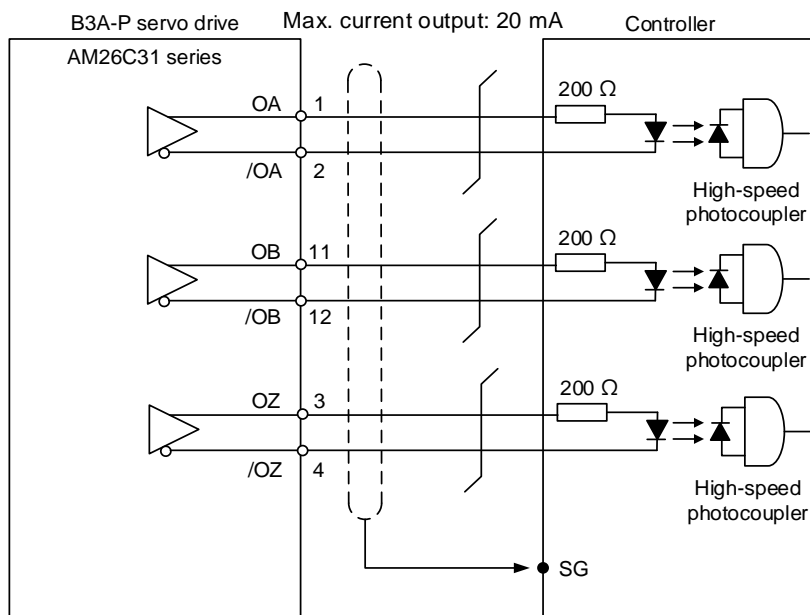 B3A-P servo drive
Max. current output: 20 mA
Controller
AM26C31 series
OA
1
200 Ω
/OA
2
High-speed
photocoupler
OB
11
200 Ω
/OB
12
High-speed
photocoupler
OZ
3
200 Ω
/OZ
4
High-speed
photocoupler
SG